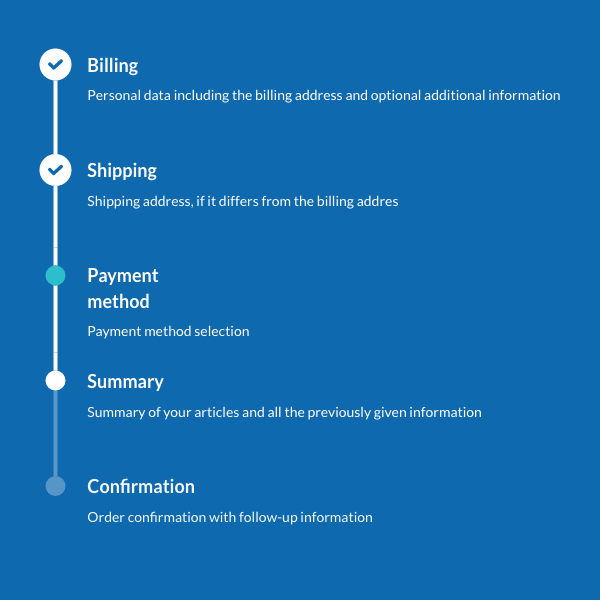 Billing
Personal data including the billing address and optional additional information
Shipping
Shipping address, if it differs from the billing addres
Payment
method
Payment method selection
Summary
Summary of your articles and all the previously given information
Confirmation
Order confirmation with follow-up information